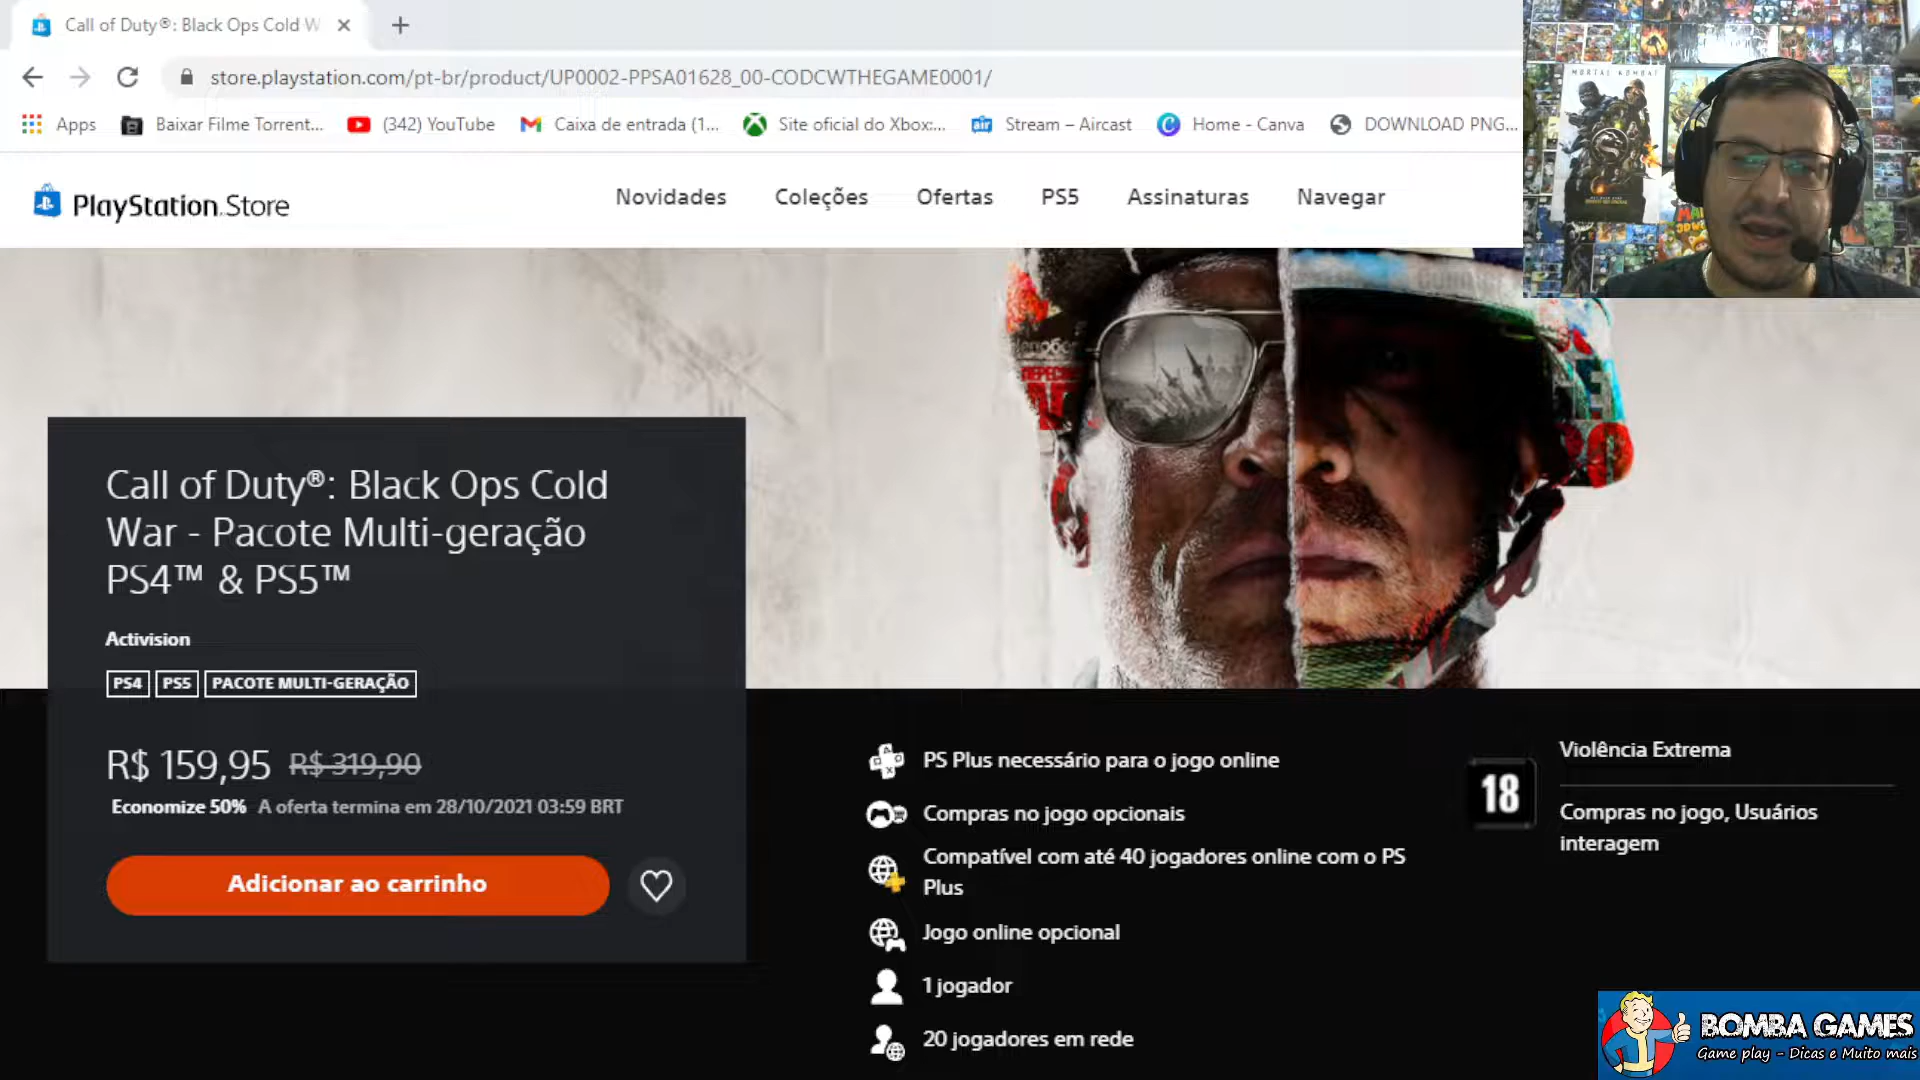 Call of Duty®: Black Ops Cold W
store.playstation.com/pt-br/product/UP0002-PPSA01628_00-CODCWTHEGAME0001/
Apps
Baixar Filme Torrent...
(342) YouTube
Caixa de entrada (1...
Site oficial do Xbox:...
air
Stream – Aircast
Home - Canva
DOWNLOAD PNG...
MORTAL KOMBAT
PlayStation Store
Novidades
Coleções
Ofertas
PS5
Assinaturas
Navegar
Call of Duty®: Black Ops Cold
War - Pacote Multi-geração
PS4™ & PS5™
Activision
PS4
PS5
PACOTE MULTI-GERAÇÃO
R$ 159,95
R$ 319,90
Economize 50%
A oferta termina em 28/10/2021 03:59 BRT
Adicionar ao carrinho
PS Plus necessário para o jogo online
Compras no jogo opcionais
Compatível com até 40 jogadores online com o PS
Plus
Jogo online opcional
1 jogador
20 jogadores em rede
18
Violência Extrema
Compras no jogo, Usuários
interagem
BOMBA GAMES
Game play - Dicas e Muito mais